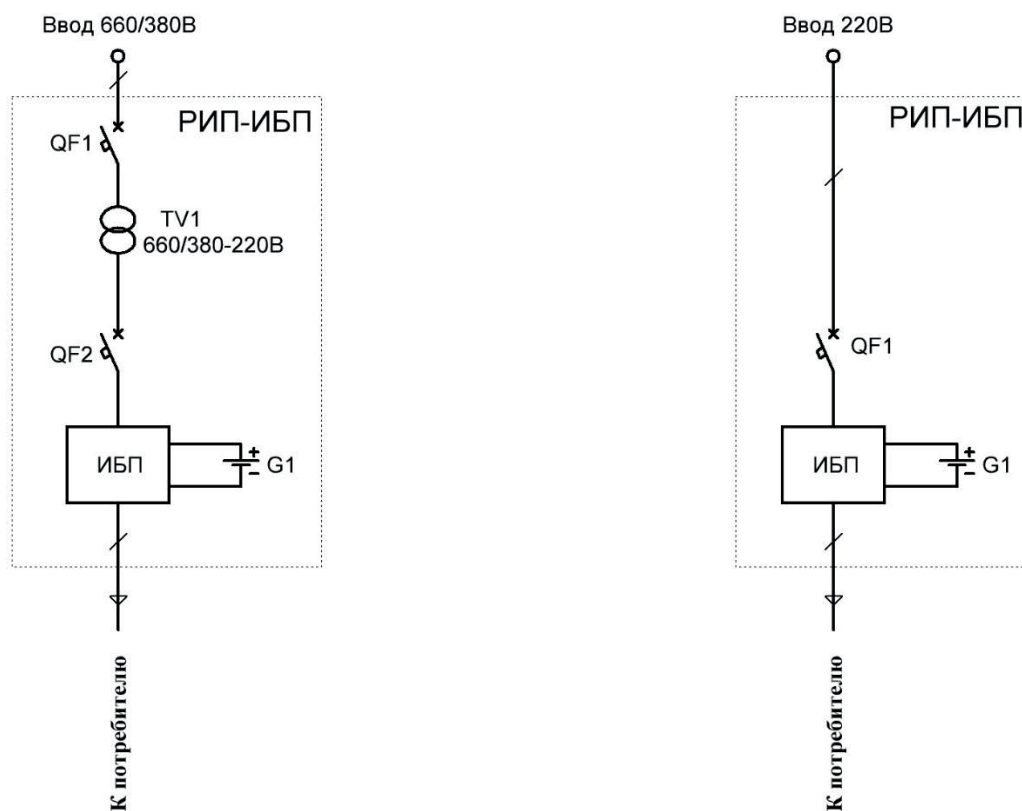 Ввод 660/380В
РИП-ИБП
QF1
TV1
660/380-220В
QF2
ИБП
+
-
G1
К потребителю
Ввод 220В
РИП-ИБП
QF1
ИБП
+
-
G1
К потребителю